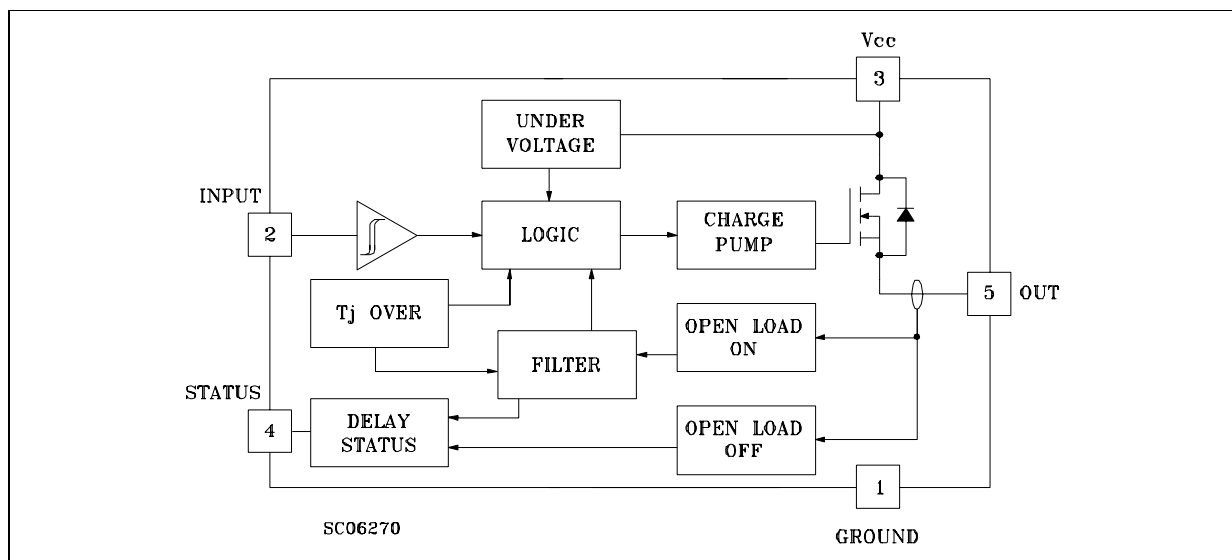 Vcc
3
UNDER
VOLTAGE
INPUT
2
LOGIC
CHARGE
PUMP
5
OUT
Tj OVER
OPEN LOAD
ON
FILTER
STATUS
4
DELAY
STATUS
OPEN LOAD
OFF
1
SC06270
GROUND